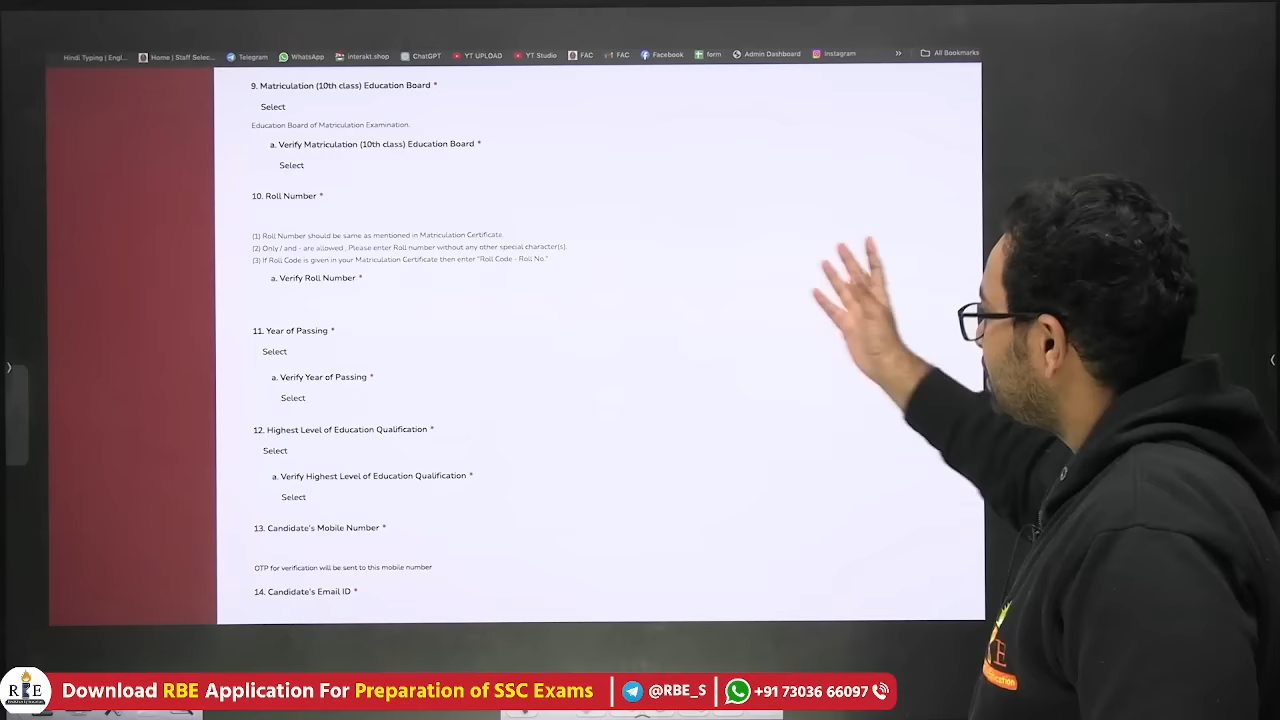 Hindi Typing | Engl...
Home | Staff Selec...
Telegram
WhatsApp
interakt.shop
ChatGPT
YT UPLOAD
YT Studio
FAC
FAC
Facebook
form
Admin Dashboard
Instagram
»
All Bookmarks
9. Matriculation (10th class) Education Board *
Select
Education Board of Matriculation Examination.
a. Verify Matriculation (10th class) Education Board *
Select
10. Roll Number *
(1) Roll Number should be same as mentioned in Matriculation Certificate.
(2) Only / and - are allowed , Please enter Roll number without any other special character(s).
(3) If Roll Code is given in your Matriculation Certificate then enter "Roll Code - Roll No."
a. Verify Roll Number *
11. Year of Passing *
Select
a. Verify Year of Passing *
Select
12. Highest Level of Education Qualification *
Select
a. Verify Highest Level of Education Qualification *
Select
13. Candidate's Mobile Number *
OTP for verification will be sent to this mobile number
14. Candidate's Email ID *
RBE
Download RBE Application For Preparation of SSC Exams
@RBE_S
+91 73036 66097